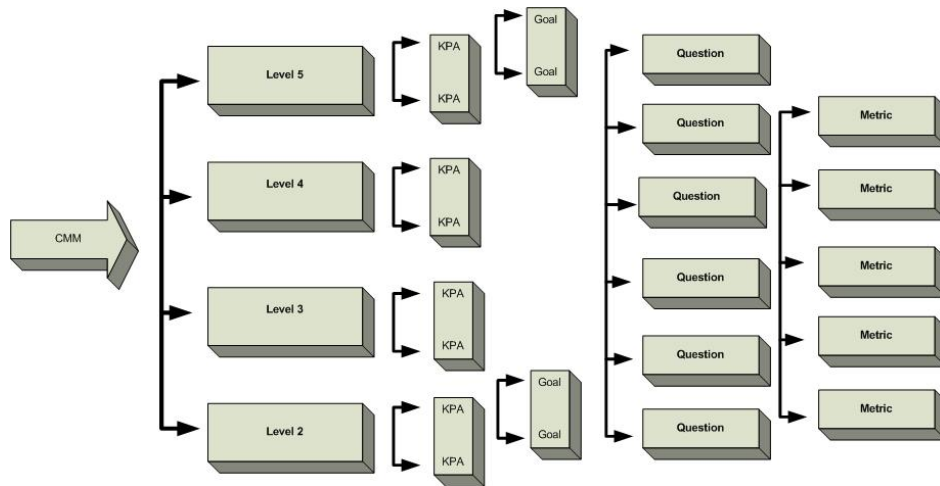 CMM
Level 5
Level 4
Level 3
Level 2
KPA
KPA
KPA
KPA
KPA
KPA
KPA
KPA
Goal
Goal
Goal
Goal
Question
Question
Question
Question
Question
Question
Metric
Metric
Metric
Metric
Metric